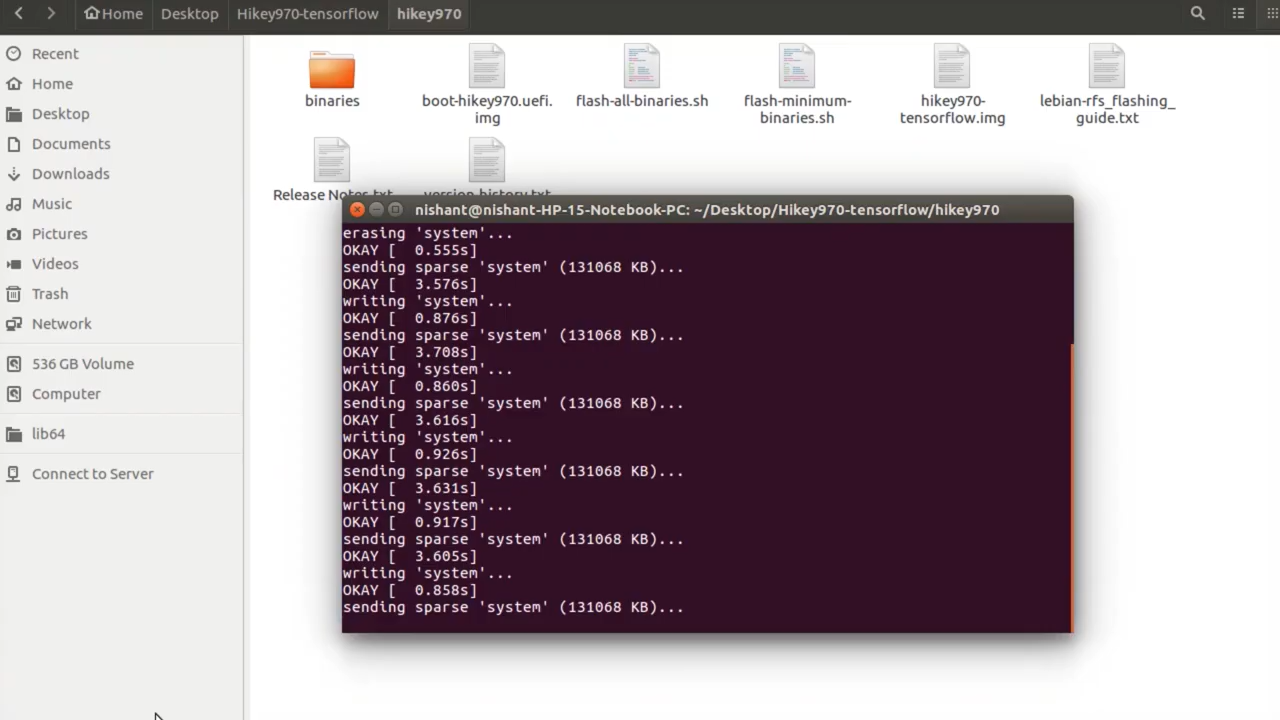 Home Desktop Hikey970-tensorflow hikey970
Recent
Home
Desktop
Documents
Downloads
Music
Pictures
Videos
Trash
Network
536 GB Volume
Computer
lib64
Connect to Server
binaries
boot-hikey970.uefi.
img
flash-all-binaries.sh
flash-minimum-
binaries.sh
hikey970-
tensorflow.img
lebian-rfs_flashing_
guide.txt
Release Notes.txt
version-history.txt
nishant@nishant-HP-15-Notebook-PC: ~/Desktop/Hikey970-tensorflow/hikey970
erasing 'system'...
OKAY [  0.555s]
sending sparse 'system' (131068 KB)...
OKAY [  3.576s]
writing 'system'...
OKAY [  0.876s]
sending sparse 'system' (131068 KB)...
OKAY [  3.708s]
writing 'system'...
OKAY [  0.860s]
sending sparse 'system' (131068 KB)...
OKAY [  3.616s]
writing 'system'...
OKAY [  0.926s]
sending sparse 'system' (131068 KB)...
OKAY [  3.631s]
writing 'system'...
OKAY [  0.917s]
sending sparse 'system' (131068 KB)...
OKAY [  3.605s]
writing 'system'...
OKAY [  0.858s]
sending sparse 'system' (131068 KB)...